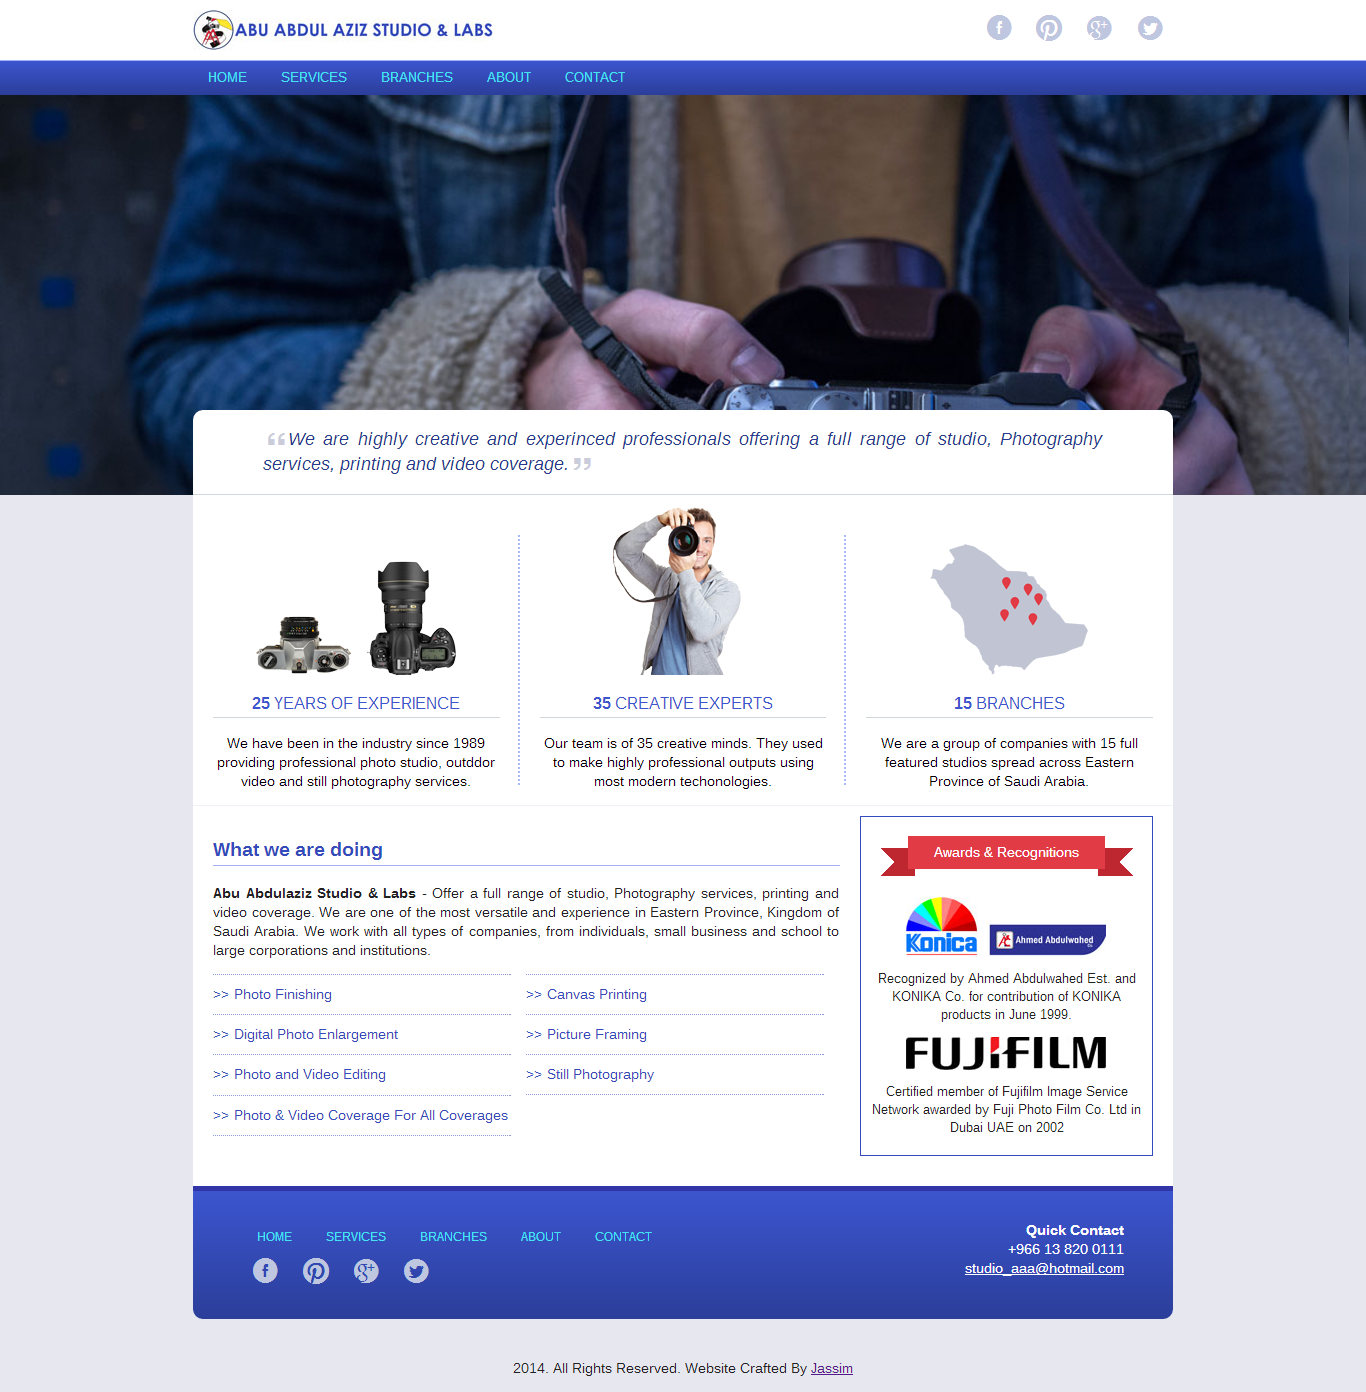 ABU ABDUL AZIZ STUDIO & LABS
HOME SERVICES BRANCHES ABOUT CONTACT
“We are highly creative and experinced professionals offering a full range of studio, Photography
services, printing and video coverage. ”
25 YEARS OF EXPERIENCE
We have been in the industry since 1989
providing professional photo studio, outddor
video and still photography services.
35 CREATIVE EXPERTS
Our team is of 35 creative minds. They used
to make highly professional outputs using
most modern techonologies.
15 BRANCHES
We are a group of companies with 15 full
featured studios spread across Eastern
Province of Saudi Arabia.
What we are doing
Abu Abdulaziz Studio & Labs - Offer a full range of studio, Photography services, printing and
video coverage. We are one of the most versatile and experience in Eastern Province, Kingdom of
Saudi Arabia. We work with all types of companies, from individuals, small business and school to
large corporations and institutions.
>> Photo Finishing
>> Digital Photo Enlargement
>> Photo and Video Editing
>> Photo & Video Coverage For All Coverages
>> Canvas Printing
>> Picture Framing
>> Still Photography
Awards & Recognitions
Konica
Ahmed Abdulwahed
Recognized by Ahmed Abdulwahed Est. and
KONIKA Co. for contribution of KONIKA
products in June 1999.
FUJIFILM
Certified member of Fujifilm Image Service
Network awarded by Fuji Photo Film Co. Ltd in
Dubai UAE on 2002
HOME SERVICES BRANCHES ABOUT CONTACT
Quick Contact
+966 13 820 0111
studio_aaa@hotmail.com
2014. All Rights Reserved. Website Crafted By Jassim